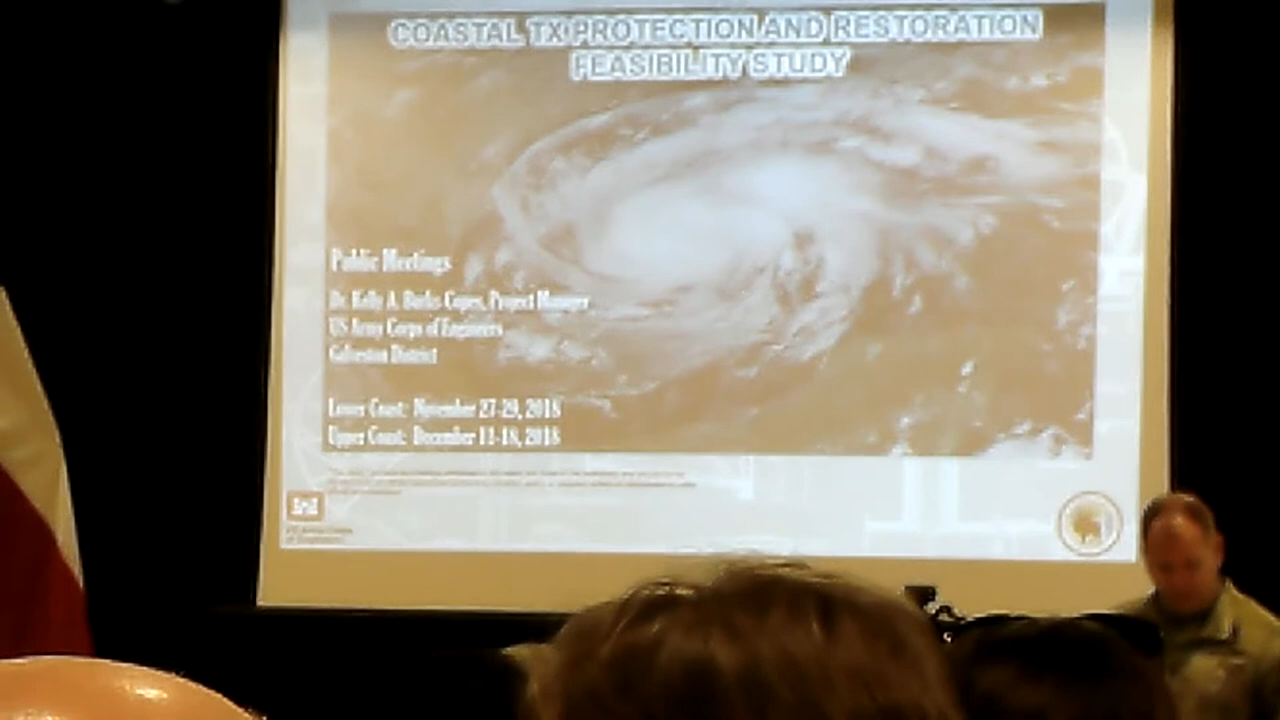 COASTAL TX PROTECTION AND RESTORATION
FEASIBILITY STUDY
Public Meetings
Dr. Kelly A. Burks-Copes, Project Manager
US Army Corps of Engineers
Galveston District
Lower Coast: November 27-29, 2018
Upper Coast: December 11-18, 2018